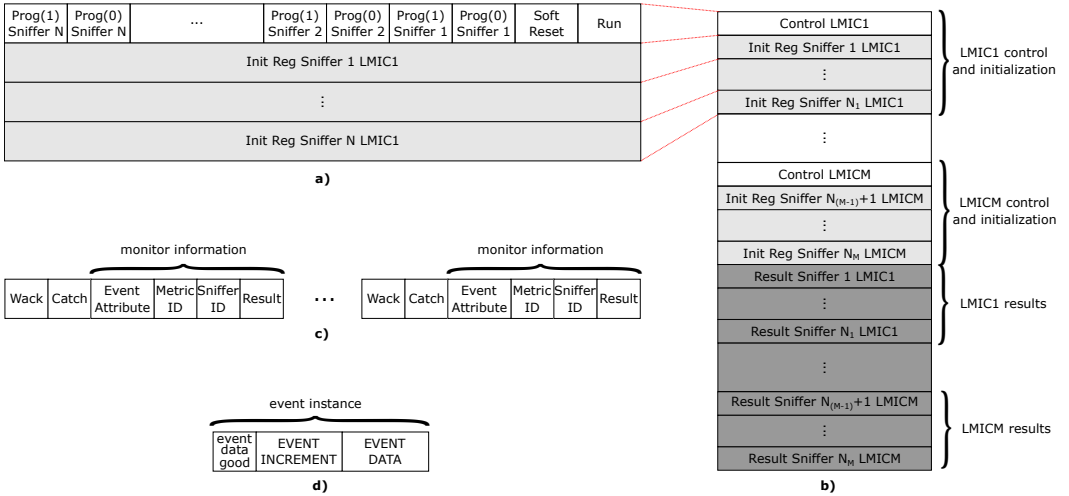 Prog(1) Prog(0) ... Prog(1) Prog(0) Prog(1) Prog(0) Soft Run
Sniffer N Sniffer N Sniffer 2 Sniffer 2 Sniffer 1 Sniffer 1 Reset
Init Reg Sniffer 1 LMIC1
⋮
Init Reg Sniffer N LMIC1
a)
monitor information
Wack Catch Event Attribute Metric ID Sniffer ID Result
...
monitor information
Wack Catch Event Attribute Metric ID Sniffer ID Result
c)
event instance
event data good EVENT INCREMENT EVENT DATA
d)
Control LMIC1
Init Reg Sniffer 1 LMIC1
⋮
Init Reg Sniffer N1 LMIC1
⋮
Control LMICM
Init Reg Sniffer N(M-1)+1 LMICM
⋮
Init Reg Sniffer NM LMICM
Result Sniffer 1 LMIC1
⋮
Result Sniffer N1 LMIC1
⋮
Result Sniffer N(M-1)+1 LMICM
⋮
Result Sniffer NM LMICM
b)
LMIC1 control
and initialization
LMICM control
and initialization
LMIC1 results
LMICM results